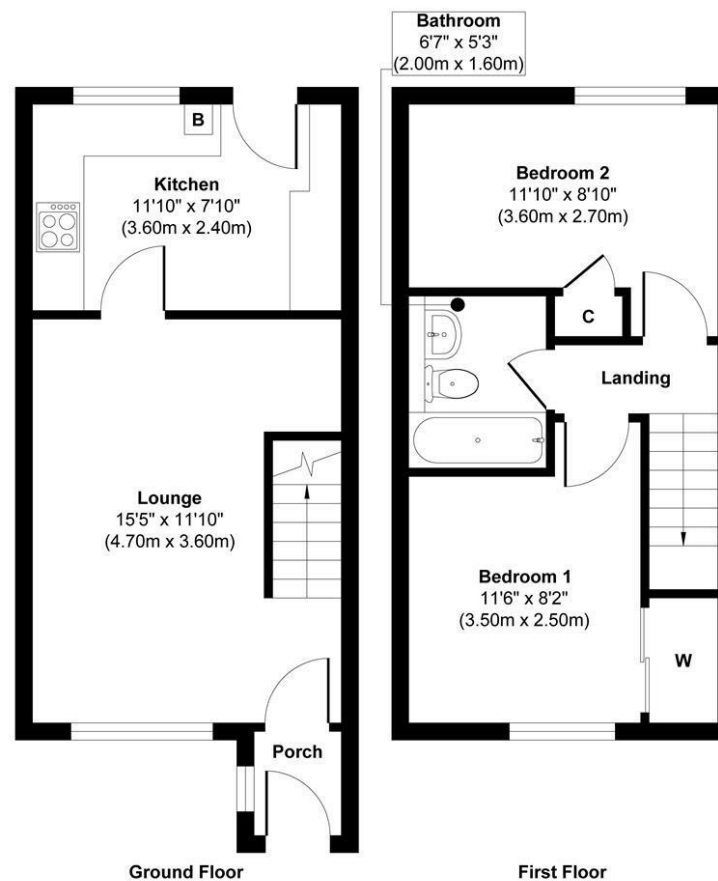 Bathroom
6'7" x 5'3"
(2.00m x 1.60m)
B
Kitchen
11'10" x 7'10"
(3.60m x 2.40m)
Bedroom 2
11'10" x 8'10"
(3.60m x 2.70m)
C
Landing
Lounge
15'5" x 11'10"
(4.70m x 3.60m)
Bedroom 1
11'6" x 8'2"
(3.50m x 2.50m)
W
Porch
Ground Floor
First Floor